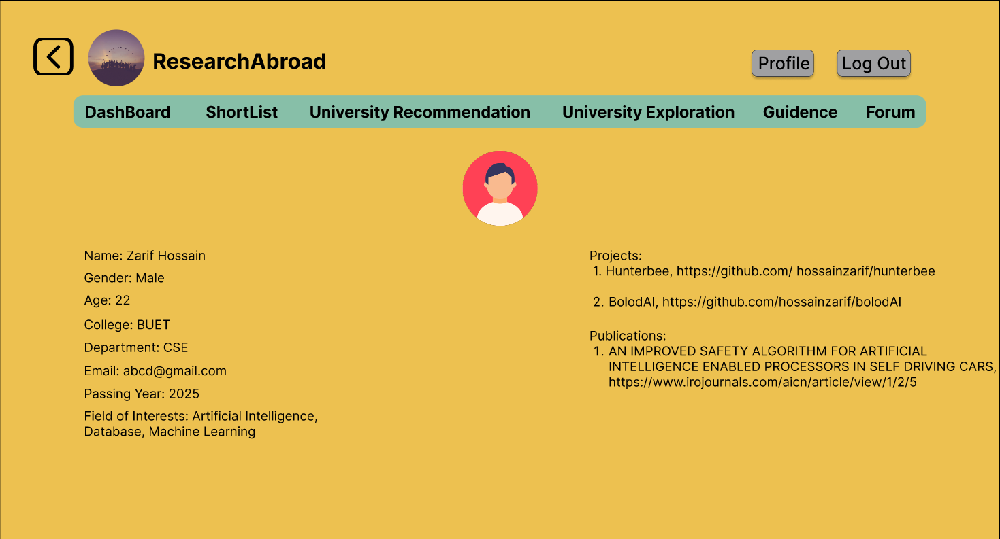 ResearchAbroad
Profile
Log Out
DashBoard
ShortList
University Recommendation
University Exploration
Guidence
Forum
Name: Zarif Hossain
Gender: Male
Age: 22
College: BUET
Department: CSE
Email: abcd@gmail.com
Passing Year: 2025
Field of Interests: Artificial Intelligence,
Database, Machine Learning
Projects:
1. Hunterbee, https://github.com/ hossainzarif/hunterbee
2. BolodAI, https://github.com/hossainzarif/bolodAI
Publications:
1. AN IMPROVED SAFETY ALGORITHM FOR ARTIFICIAL
INTELLIGENCE ENABLED PROCESSORS IN SELF DRIVING CARS,
https://www.irojournals.com/aicn/article/view/1/2/5